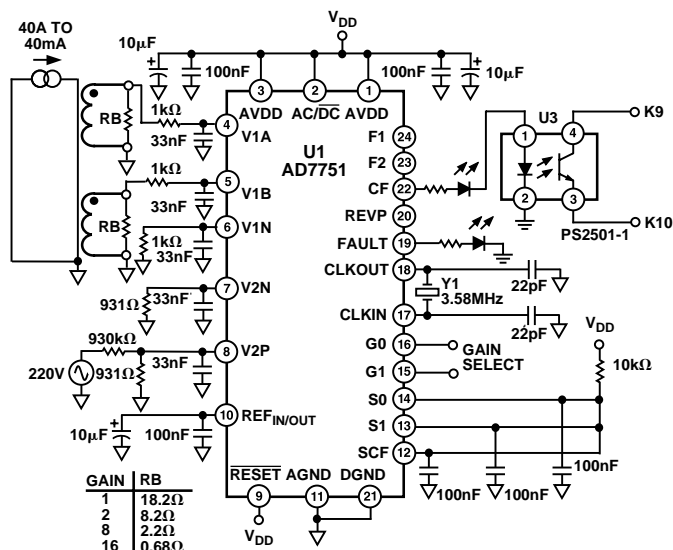 40A TO
40mA
V_DD
10μF
+
100nF
100nF
+
10μF
3
2
1
AVDD
AC/D̅C̅
AVDD
RB
1kΩ
33nF
4
V1A
U1
AD7751
F1
24
F2
23
CF
22
REVP
20
FAULT
19
CLKOUT
18
CLKIN
17
G0
16
G1
15
GAIN
SELECT
S0
14
S1
13
SCF
12
U3
1
4
2
3
K9
K10
PS2501-1
1kΩ
33nF
5
V1B
RB
6
V1N
1kΩ
33nF
931Ω
33nF
7
V2N
930kΩ
220V
931Ω
33nF
8
V2P
10
REF_IN/OUT
10μF
+
100nF
Y1
3.58MHz
22pF
22pF
V_DD
10kΩ
100nF
100nF
100nF
R̅E̅S̅E̅T̅
AGND
DGND
9
11
21
V_DD
GAIN RB
1 18.2Ω
2 8.2Ω
8 2.2Ω
16 0.68Ω